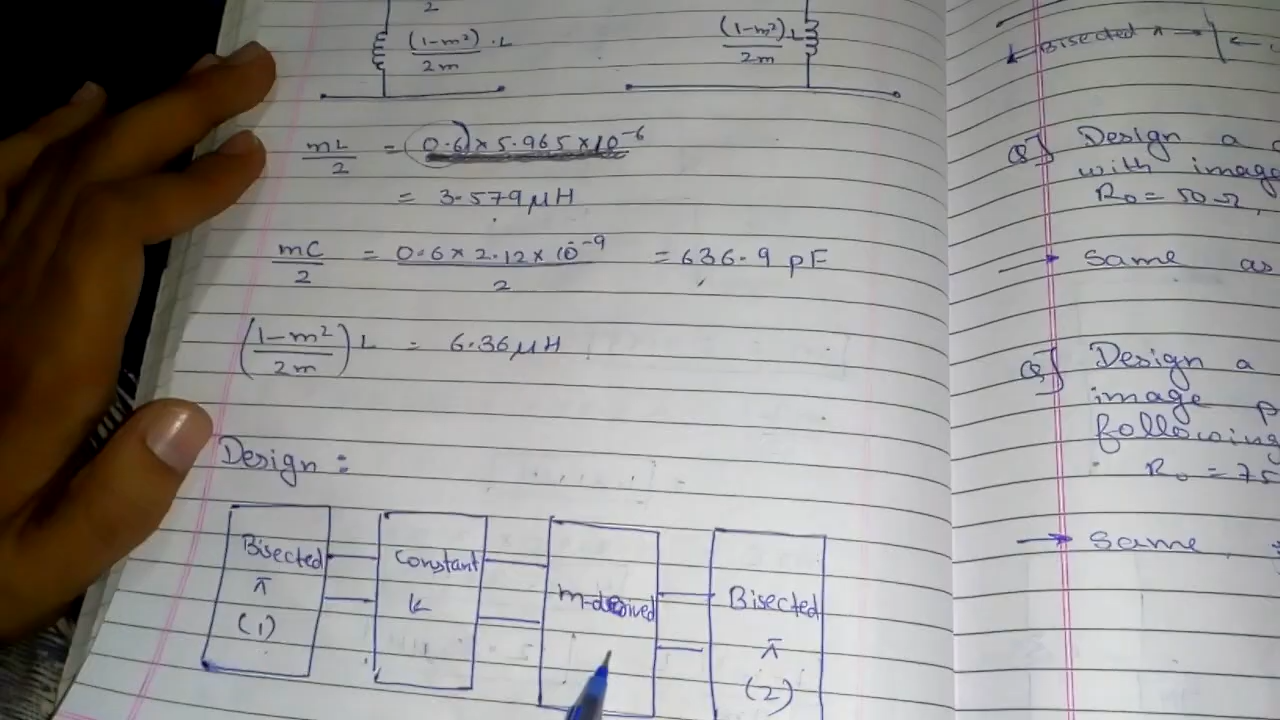 2
(1-m²) .L
2m
(1-m²) L
2m
mL = (0.6) × 5.965 × 10⁻⁶
2
= 3.579 μH
mC = 0.6 × 2.12 × 10⁻⁹ = 636.9 pF
2 2
(1-m²) L = 6.36 μH
2m
Design :
Bisected
π
(1)
Constant
k
m-derived
Bisected
π
(2)
Bisected π
Q] Design a
with image
R₀ = 50 Ω,
Same as
Q] Design a
image p
following
R₀ = 75
Same